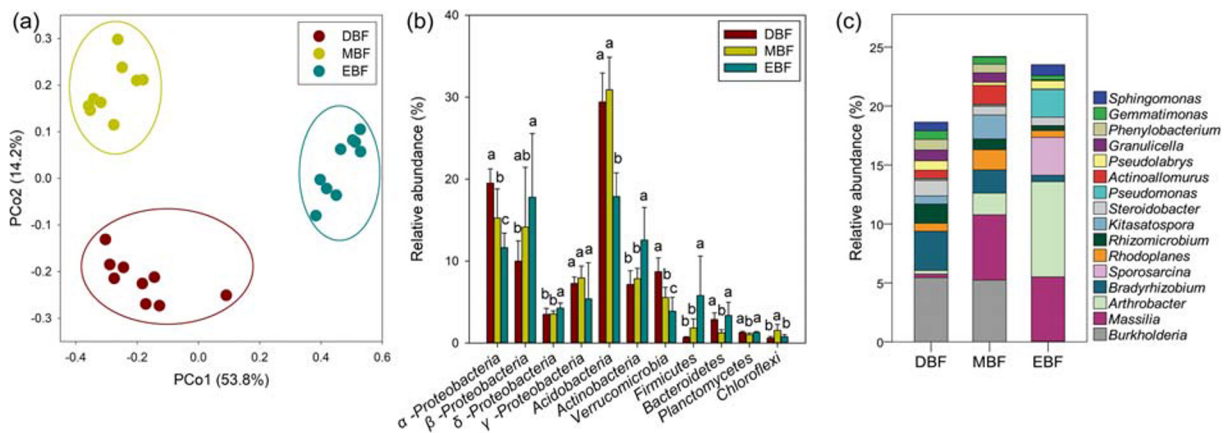 (a)
DBF
MBF
EBF
0.3
0.2
0.1
0.0
-0.1
-0.2
-0.3
PCo2 (14.2%)
-0.4
-0.2
0.0
0.2
0.4
0.6
PCo1 (53.8%)
(b)
DBF
MBF
EBF
40
30
20
10
0
Relative abundance (%)
a b c
b ab a
b b a
a a a
a a b
b b a
a b c
b b a
a b a
a b a
b a b
α -Proteobacteria
β -Proteobacteria
δ -Proteobacteria
γ -Proteobacteria
Acidobacteria
Actinobacteria
Verrucomicrobia
Firmicutes
Bacteroidetes
Planctomycetes
Chloroflexi
(c)
25
20
15
10
5
0
Relative abundance (%)
DBF MBF EBF
Sphingomonas
Gemmatimonas
Phenylobacterium
Granulicella
Pseudolabrys
Actinoallomurus
Pseudomonas
Steroidobacter
Kitasatospora
Rhizomicrobium
Rhodoplanes
Sporosarcina
Bradyrhizobium
Arthrobacter
Massilia
Burkholderia